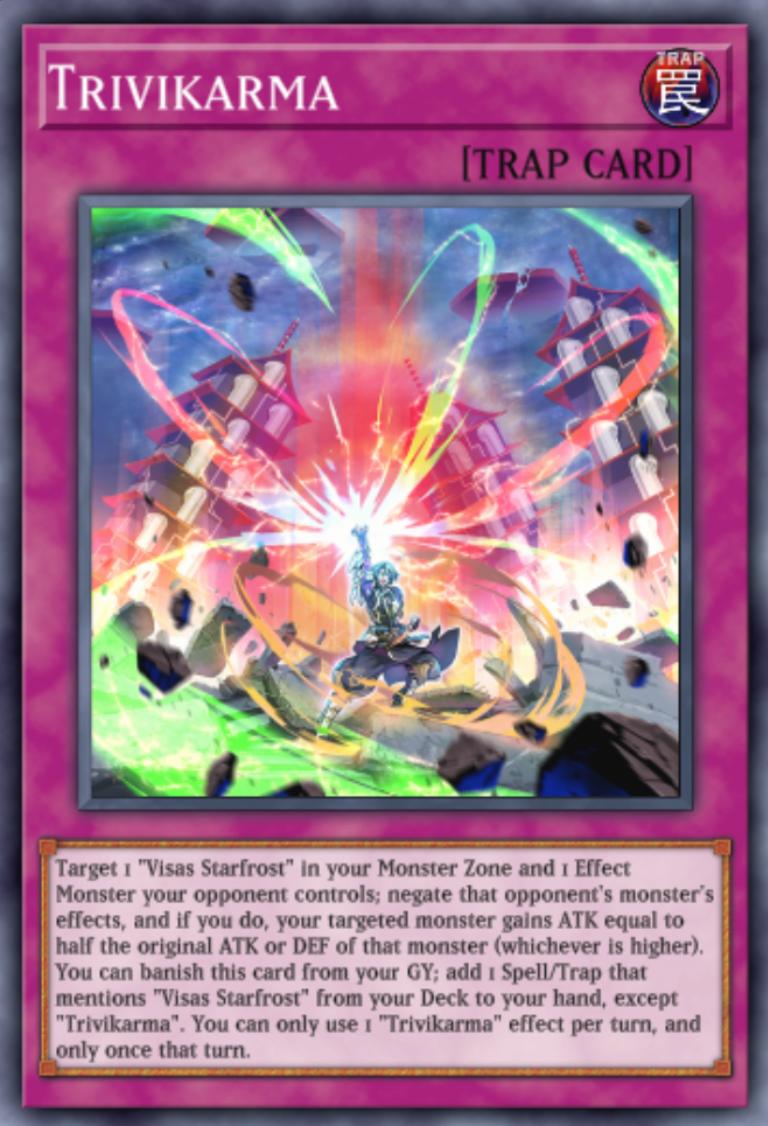 TRIVIKARMA
TRAP
罠
[TRAP CARD]
Target 1 "Visas Starfrost" in your Monster Zone and 1 Effect
Monster your opponent controls; negate that opponent's monster's
effects, and if you do, your targeted monster gains ATK equal to
half the original ATK or DEF of that monster (whichever is higher).
You can banish this card from your GY; add 1 Spell/Trap that
mentions "Visas Starfrost" from your Deck to your hand, except
"Trivikarma". You can only use 1 "Trivikarma" effect per turn, and
only once that turn.